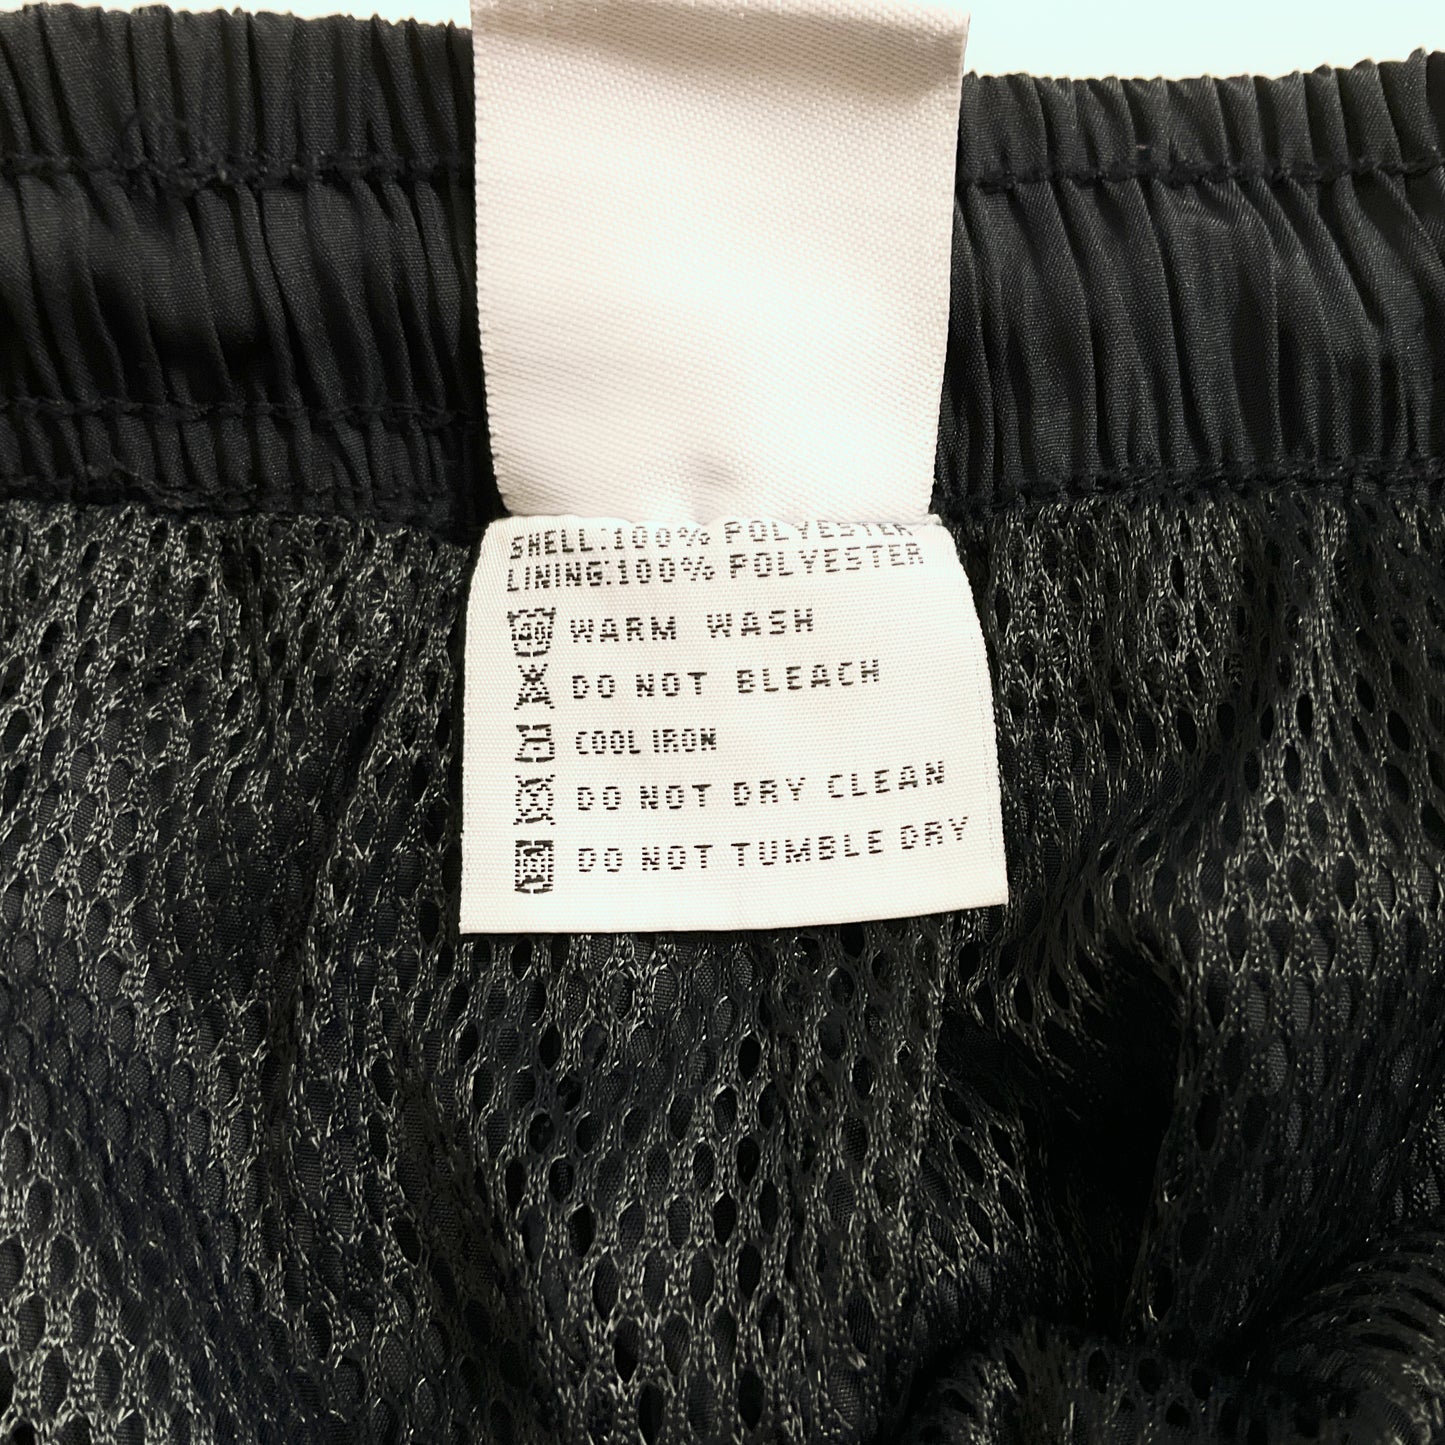 SHELL:100% POLYESTER
LINING:100% POLYESTER
40 WARM WASH
DO NOT BLEACH
COOL IRON
DO NOT DRY CLEAN
DO NOT TUMBLE DRY